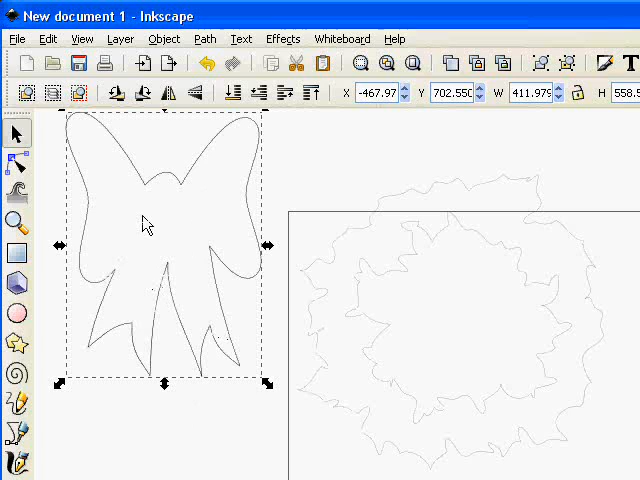 New document 1 - Inkscape
File Edit View Layer Object Path Text Effects Whiteboard Help
X -467.97 Y 702.550 W 411.979 H 558.5